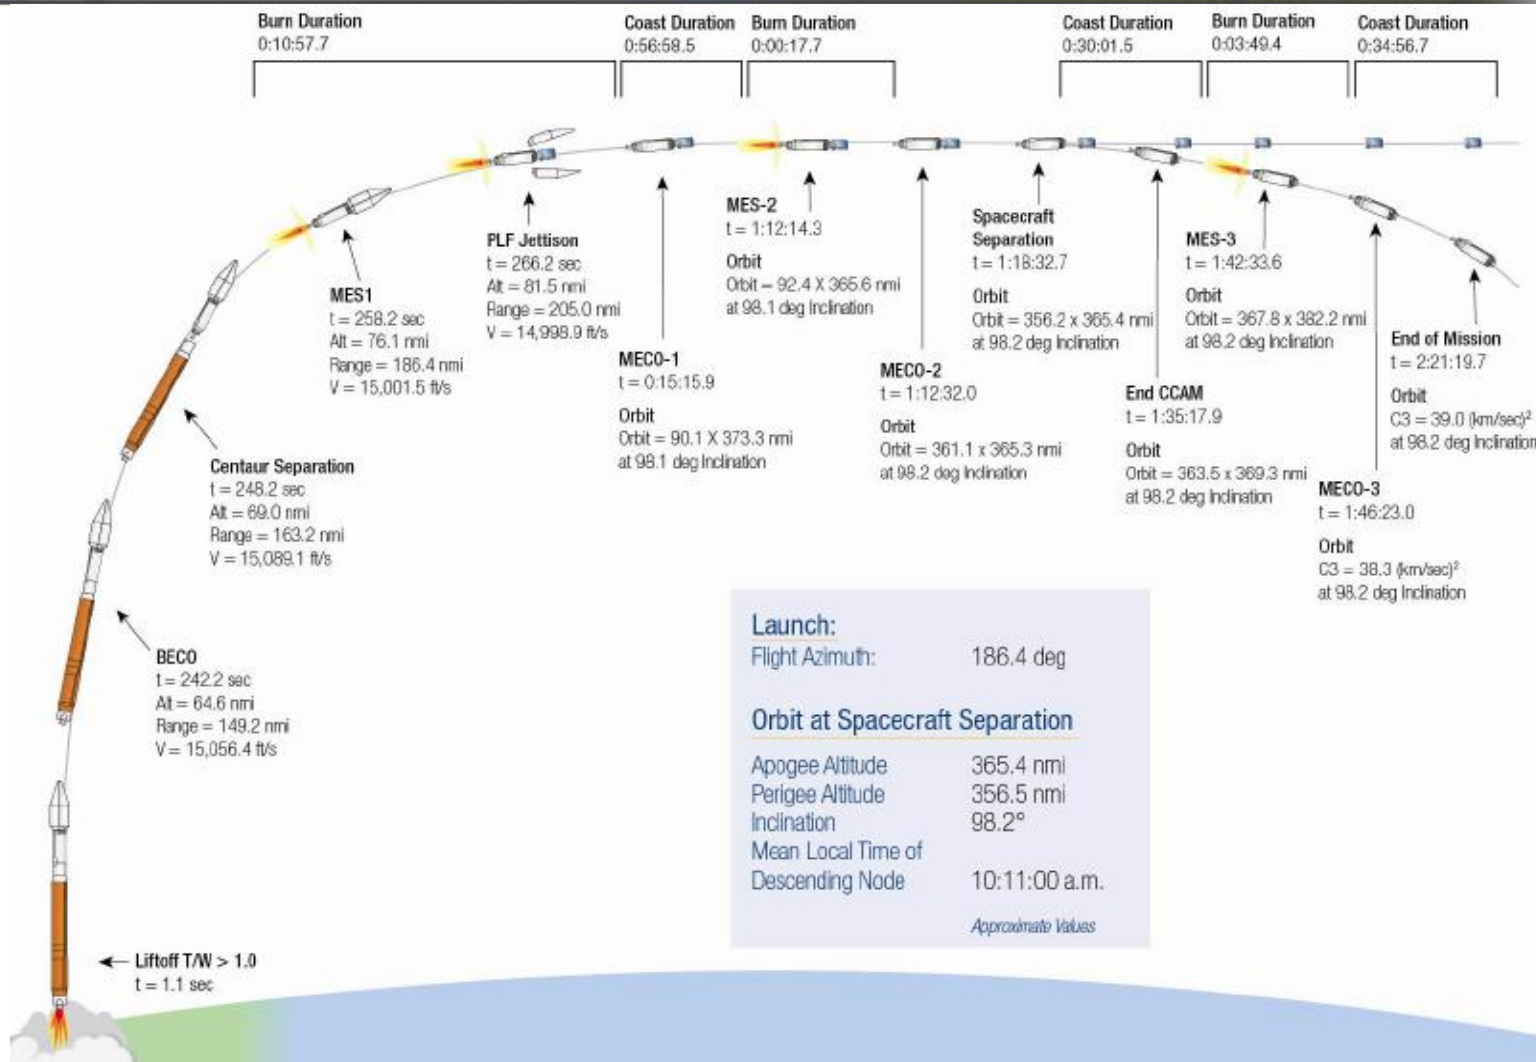 Burn Duration
0:10:57.7
Coast Duration
0:56:58.5
Burn Duration
0:00:17.7
Coast Duration
0:30:01.5
Burn Duration
0:03:49.4
Coast Duration
0:34:56.7
MES1
t = 258.2 sec
Alt = 76.1 nmi
Range = 186.4 nmi
V = 15,001.5 ft/s
PLF Jettison
t = 266.2 sec
Alt = 81.5 nmi
Range = 205.0 nmi
V = 14,998.9 ft/s
MECO-1
t = 0:15:15.9
Orbit
Orbit = 90.1 X 373.3 nmi
at 98.1 deg Inclination
MES-2
t = 1:12:14.3
Orbit
Orbit = 92.4 X 365.6 nmi
at 98.1 deg Inclination
MECO-2
t = 1:12:32.0
Orbit
Orbit = 361.1 x 365.3 nmi
at 98.2 deg Inclination
Spacecraft
Separation
t = 1:18:32.7
Orbit
Orbit = 356.2 x 365.4 nmi
at 98.2 deg Inclination
End CCAM
t = 1:35:17.9
Orbit
Orbit = 363.5 x 369.3 nmi
at 98.2 deg Inclination
MES-3
t = 1:42:33.6
Orbit
Orbit = 367.8 x 382.2 nmi
at 98.2 deg Inclination
MECO-3
t = 1:46:23.0
Orbit
C3 = 38.3 (km/sec)²
at 98.2 deg Inclination
End of Mission
t = 2:21:19.7
Orbit
C3 = 39.0 (km/sec)²
at 98.2 deg Inclination
Centaur Separation
t = 248.2 sec
Alt = 69.0 nmi
Range = 163.2 nmi
V = 15,089.1 ft/s
BECO
t = 242.2 sec
Alt = 64.6 nmi
Range = 149.2 nmi
V = 15,056.4 ft/s
Liftoff T/W > 1.0
t = 1.1 sec
Launch:
Flight Azimuth: 186.4 deg
Orbit at Spacecraft Separation
Apogee Altitude 365.4 nmi
Perigee Altitude 356.5 nmi
Inclination 98.2°
Mean Local Time of
Descending Node 10:11:00 a.m.
Approximate Values